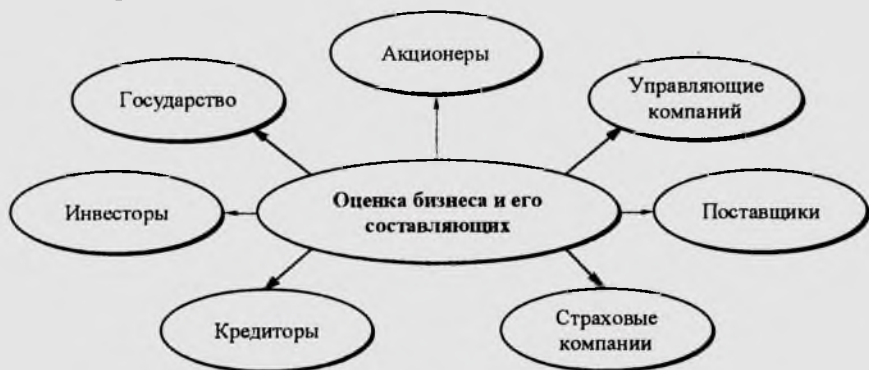 Акционеры
Государство
Управляющие
компаний
Инвесторы
Оценка бизнеса и его
составляющих
Поставщики
Кредиторы
Страховые
компании